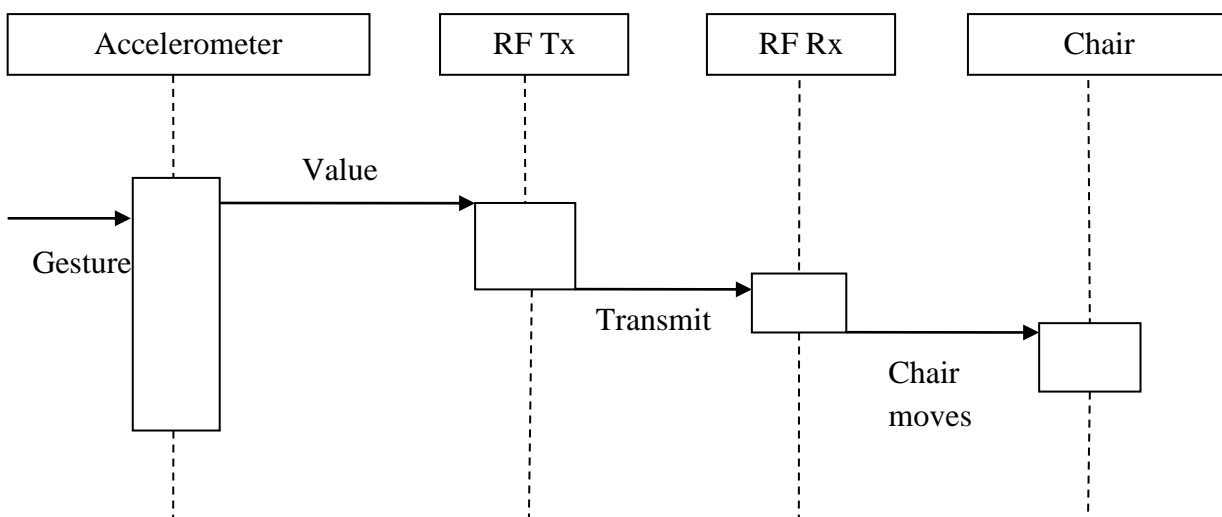 Accelerometer
RF Tx
RF Rx
Chair
Value
Gesture
Transmit
Chair
moves